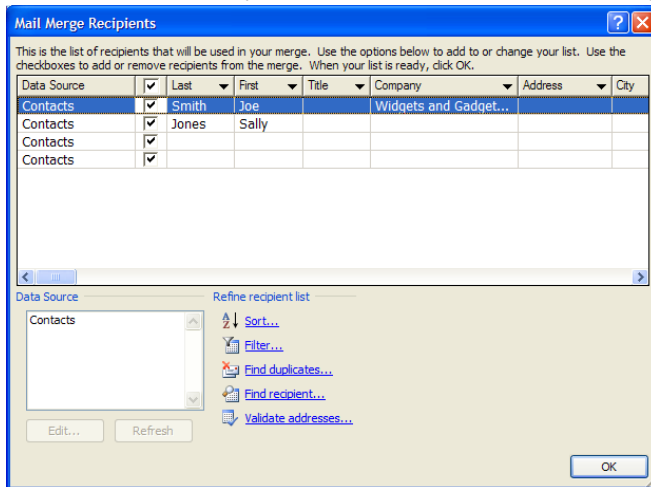 Mail Merge Recipients
This is the list of recipients that will be used in your merge. Use the options below to add to or change your list. Use the
checkboxes to add or remove recipients from the merge. When your list is ready, click OK.
Data Source Last First Title Company Address City
Contacts Smith Joe Widgets and Gadget...
Contacts Jones Sally
Contacts
Contacts
Data Source Refine recipient list
Contacts
Sort...
Filter...
Find duplicates...
Find recipient...
Validate addresses...
Edit... Refresh
OK